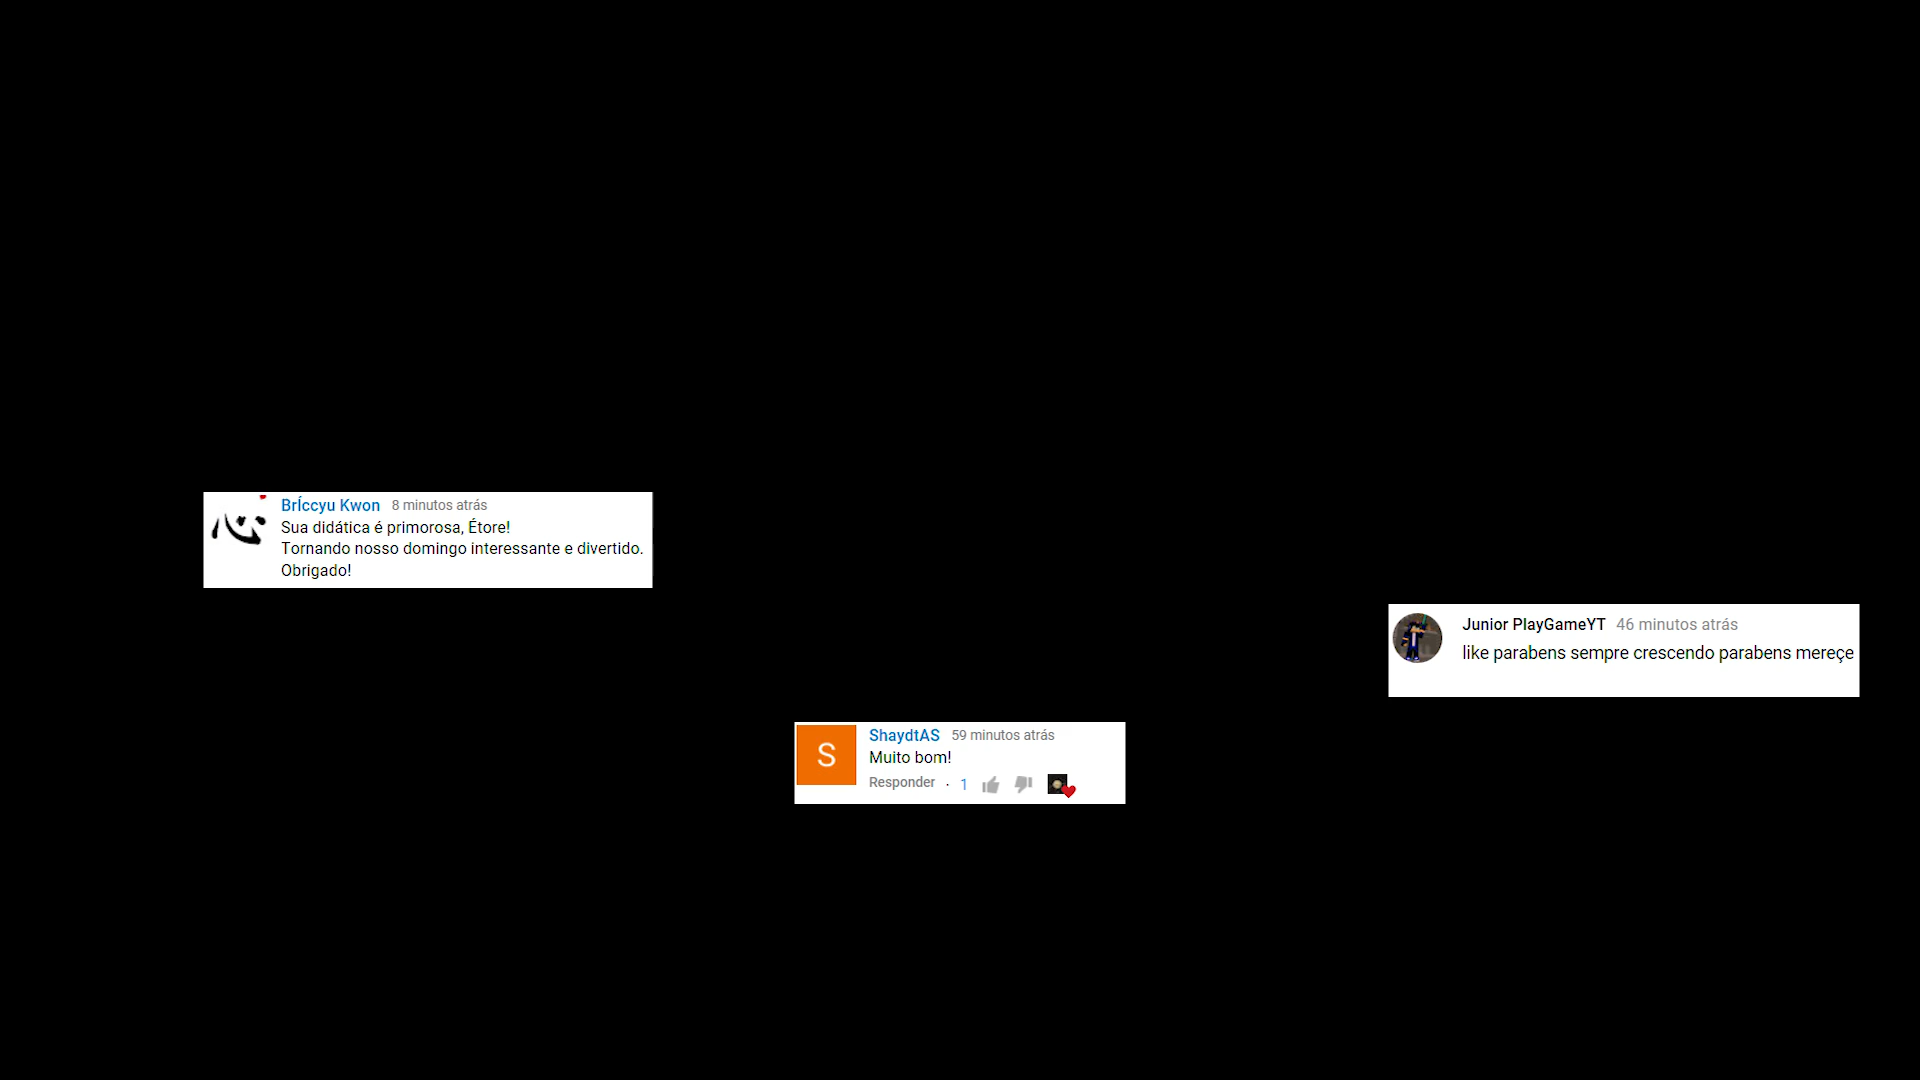 BrÍccyu Kwon 8 minutos atrás
Sua didática é primorosa, Étore!
Tornando nosso domingo interessante e divertido.
Obrigado!
Junior PlayGameYT 46 minutos atrás
like parabens sempre crescendo parabens mereçe
S
ShaydtAS 59 minutos atrás
Muito bom!
Responder · 1